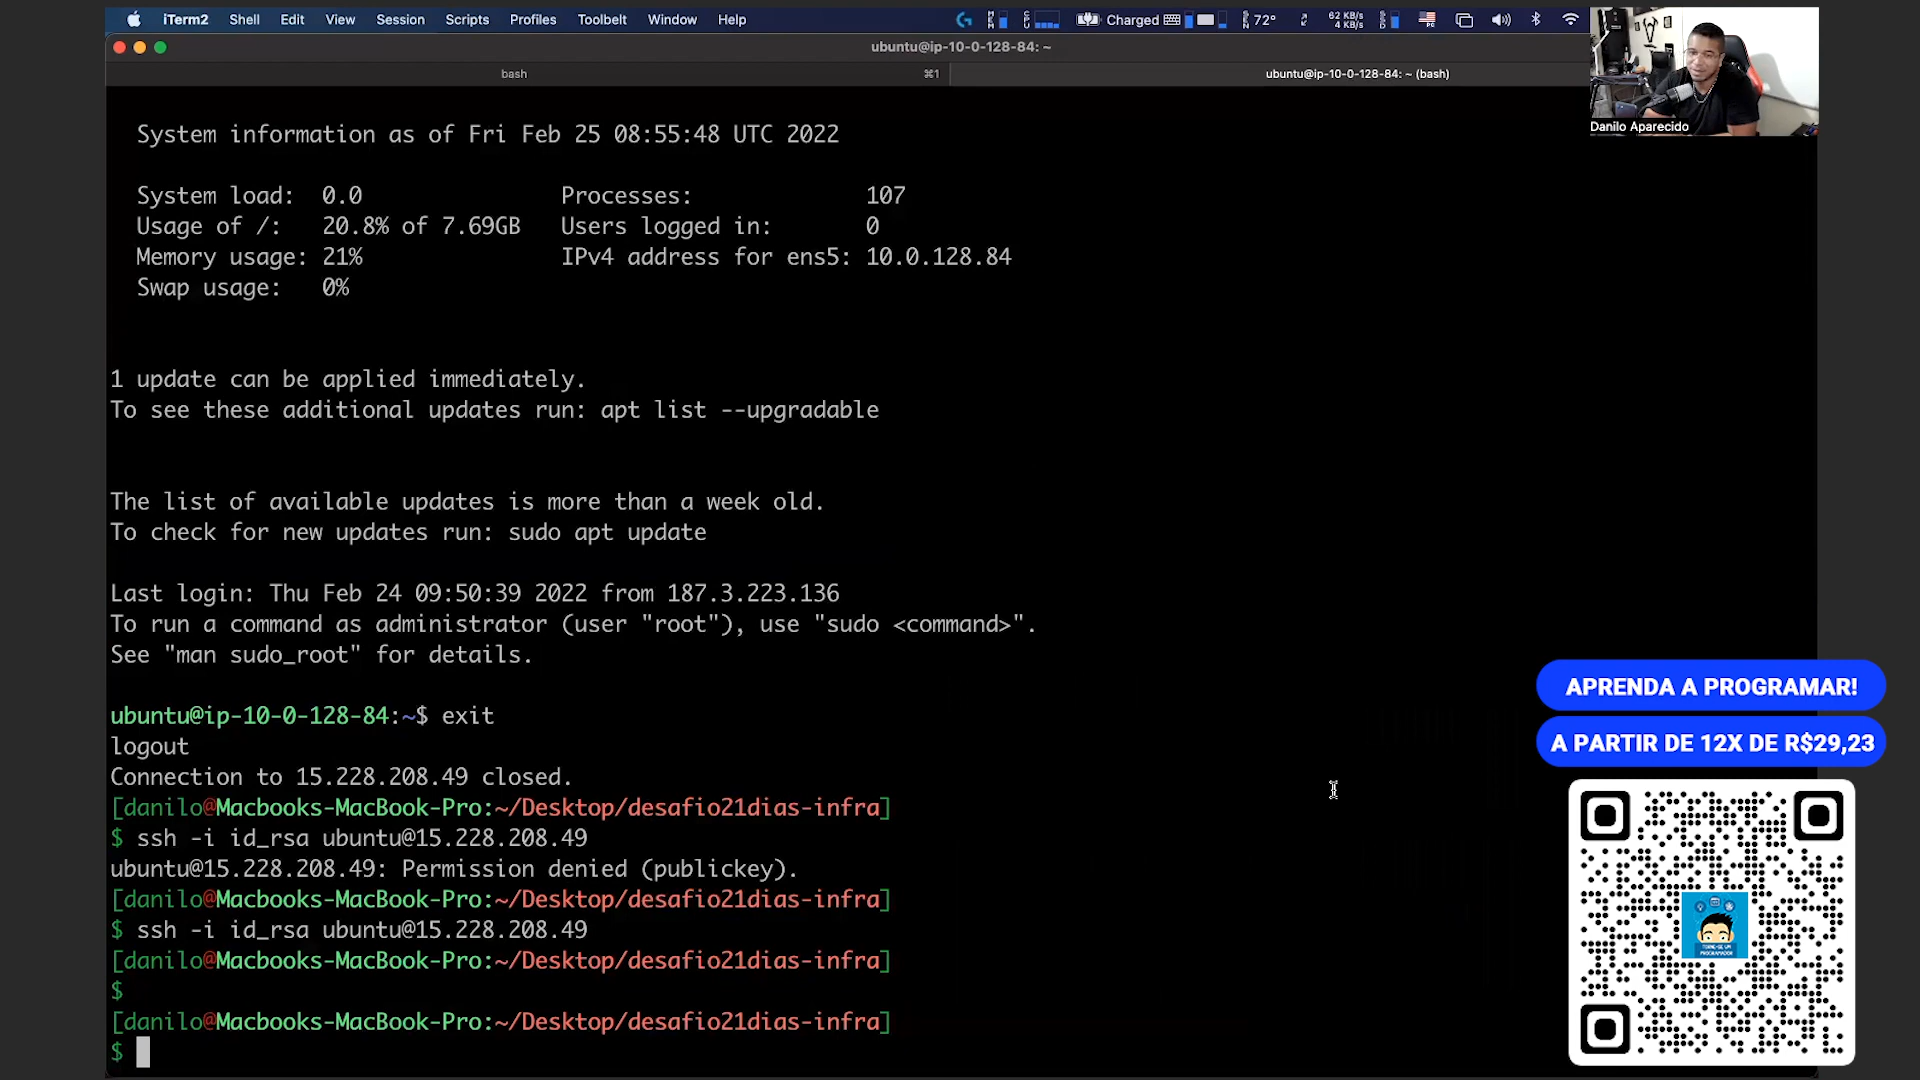 iTerm2 Shell Edit View Session Scripts Profiles Toolbelt Window Help Charged 72° 62 KB/s 4 KB/s
ubuntu@ip-10-0-128-84: ~
bash ⌘1 ubuntu@ip-10-0-128-84: ~ (bash)
Danilo Aparecido
System information as of Fri Feb 25 08:55:48 UTC 2022
System load: 0.0 Processes: 107
Usage of /: 20.8% of 7.69GB Users logged in: 0
Memory usage: 21% IPv4 address for ens5: 10.0.128.84
Swap usage: 0%
1 update can be applied immediately.
To see these additional updates run: apt list --upgradable
The list of available updates is more than a week old.
To check for new updates run: sudo apt update
Last login: Thu Feb 24 09:50:39 2022 from 187.3.223.136
To run a command as administrator (user "root"), use "sudo <command>".
See "man sudo_root" for details.
ubuntu@ip-10-0-128-84:~$ exit
logout
Connection to 15.228.208.49 closed.
[danilo@Macbooks-MacBook-Pro:~/Desktop/desafio21dias-infra]
$ ssh -i id_rsa ubuntu@15.228.208.49
ubuntu@15.228.208.49: Permission denied (publickey).
[danilo@Macbooks-MacBook-Pro:~/Desktop/desafio21dias-infra]
$ ssh -i id_rsa ubuntu@15.228.208.49
[danilo@Macbooks-MacBook-Pro:~/Desktop/desafio21dias-infra]
$
[danilo@Macbooks-MacBook-Pro:~/Desktop/desafio21dias-infra]
$
APRENDA A PROGRAMAR!
A PARTIR DE 12X DE R$29,23
TORNE-SE UM
PROGRAMADOR